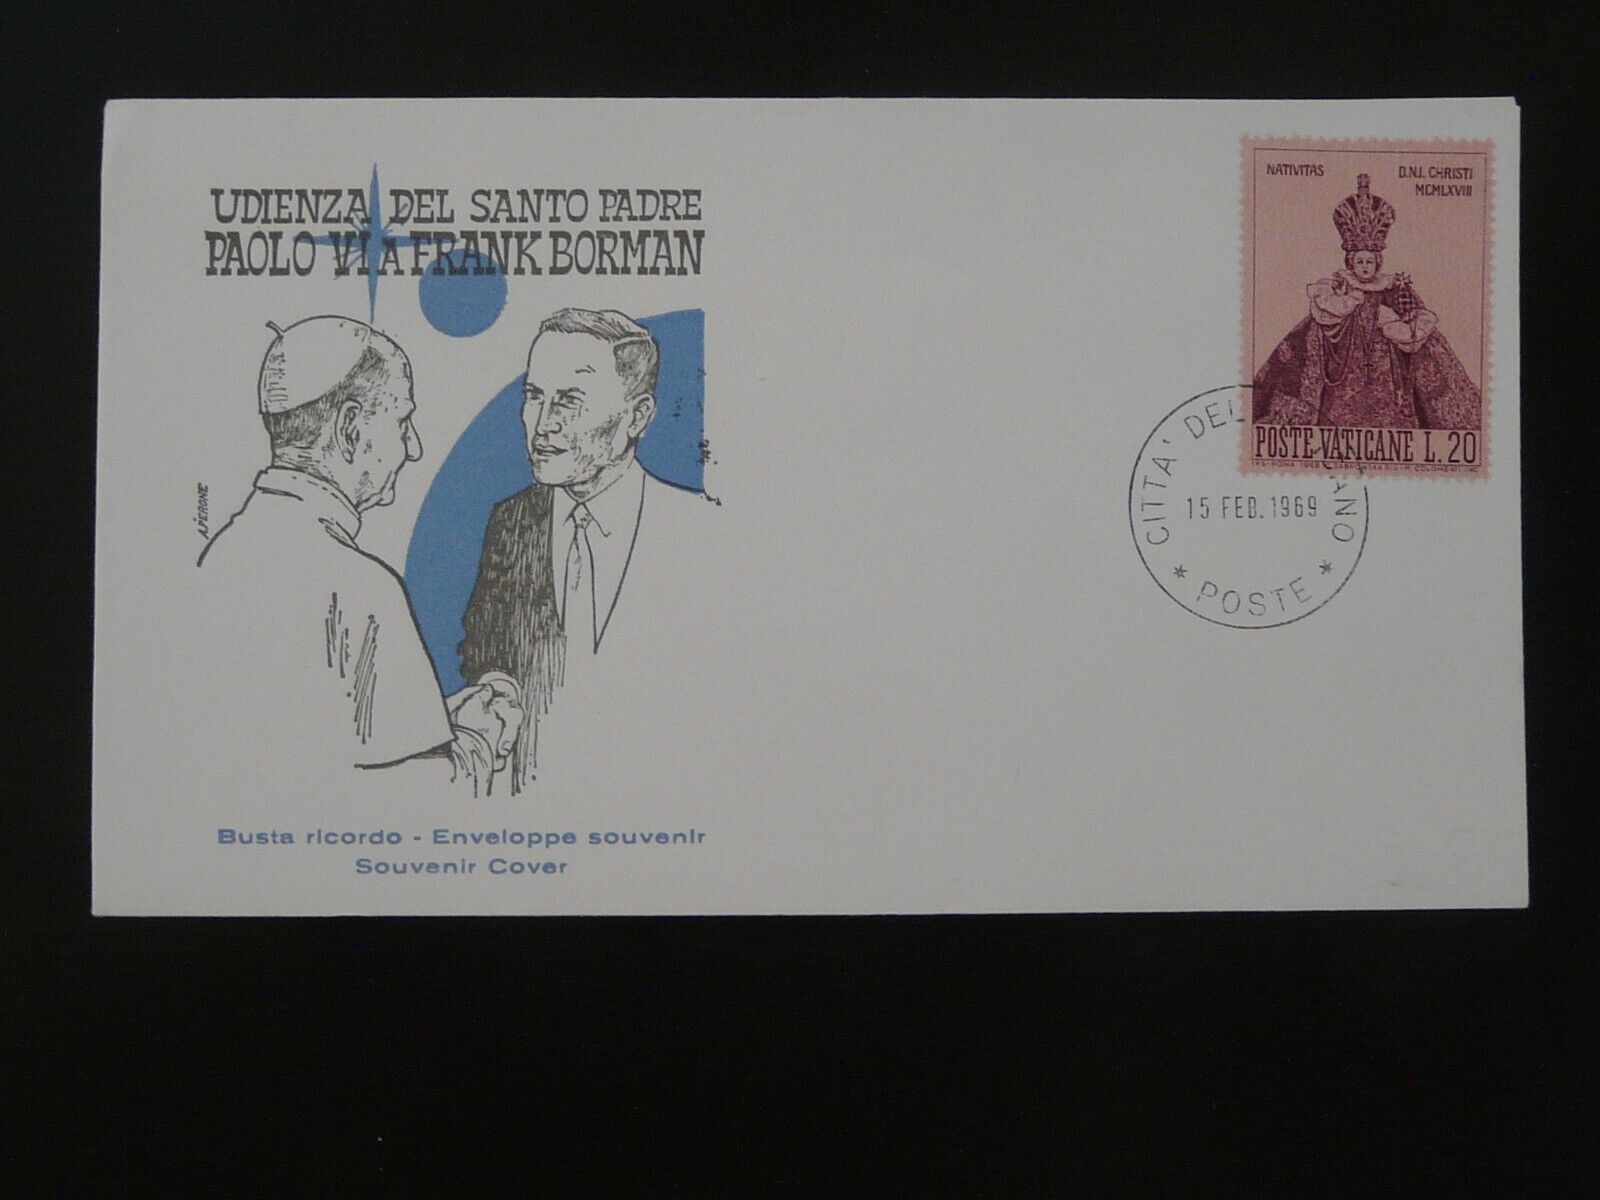 UDIENZA DEL SANTO PADRE
PAOLO VI A FRANK BORMAN
A.PERONE
Busta ricordo - Enveloppe souvenir
Souvenir Cover
NATIVITAS D.N.I. CHRISTI
MCMLXVIII
POSTE VATICANE L.20
CITTA' DEL ANO
15 FEB. 1969
* POSTE *